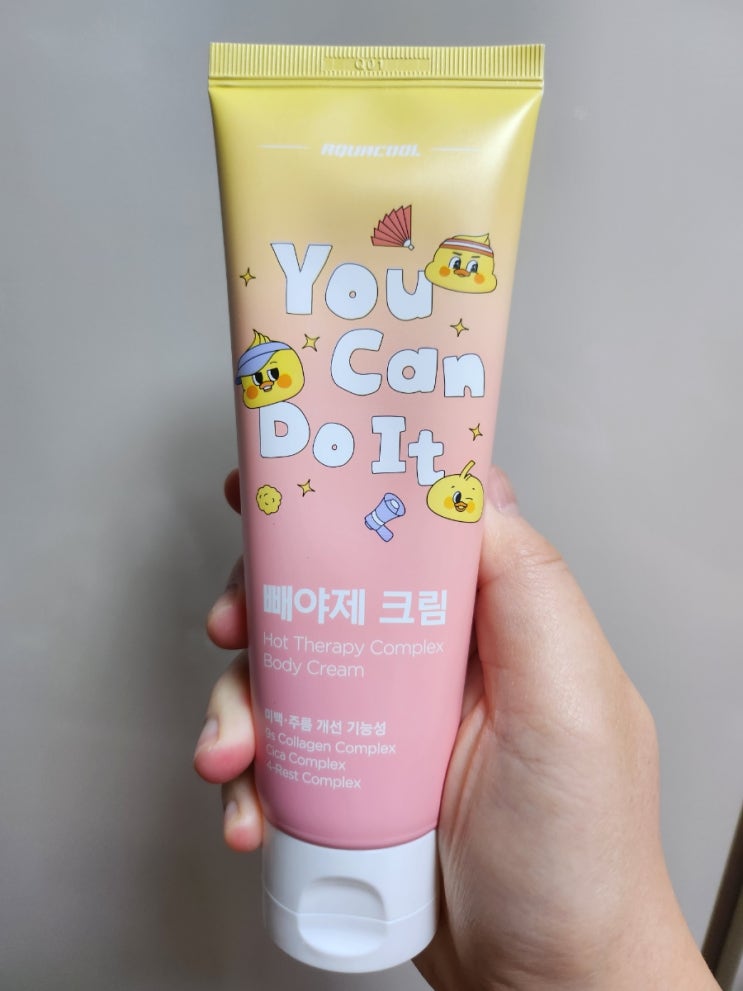 Q01
AQUACOOL
You
Can
Do It
빼야제 크림
Hot Therapy Complex
Body Cream
미백·주름 개선 기능성
9s Collagen Complex
Cica Complex
4-Rest Complex